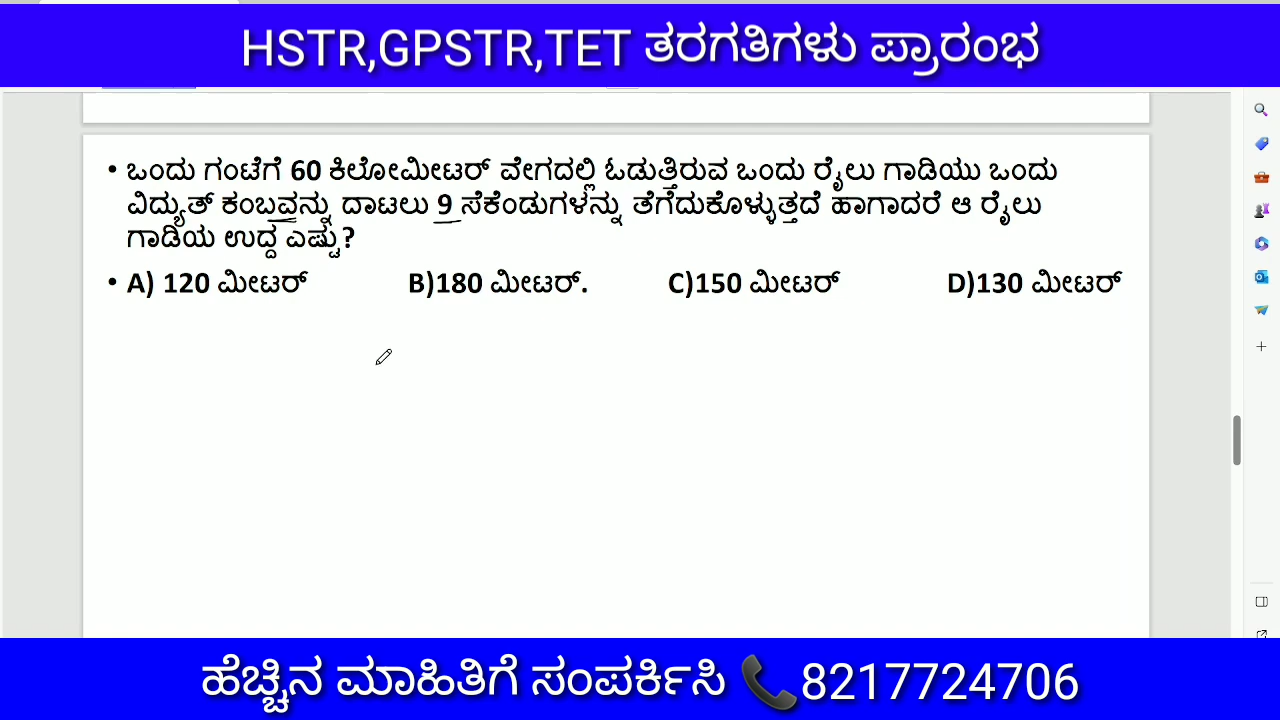 HSTR,GPSTR,TET ತರಗತಿಗಳು ಪ್ರಾರಂಭ
• ಒಂದು ಗಂಟೆಗೆ 60 ಕಿಲೋಮೀಟರ್ ವೇಗದಲ್ಲಿ ಓಡುತ್ತಿರುವ ಒಂದು ರೈಲು ಗಾಡಿಯು ಒಂದು
ವಿದ್ಯುತ್ ಕಂಬವನ್ನು ದಾಟಲು 9 ಸೆಕೆಂಡುಗಳನ್ನು ತೆಗೆದುಕೊಳ್ಳುತ್ತದೆ ಹಾಗಾದರೆ ಆ ರೈಲು
ಗಾಡಿಯ ಉದ್ದ ಎಷ್ಟು?
• A) 120 ಮೀಟರ್ B)180 ಮೀಟರ್. C)150 ಮೀಟರ್ D)130 ಮೀಟರ್
ಹೆಚ್ಚಿನ ಮಾಹಿತಿಗೆ ಸಂಪರ್ಕಿಸಿ 📞8217724706